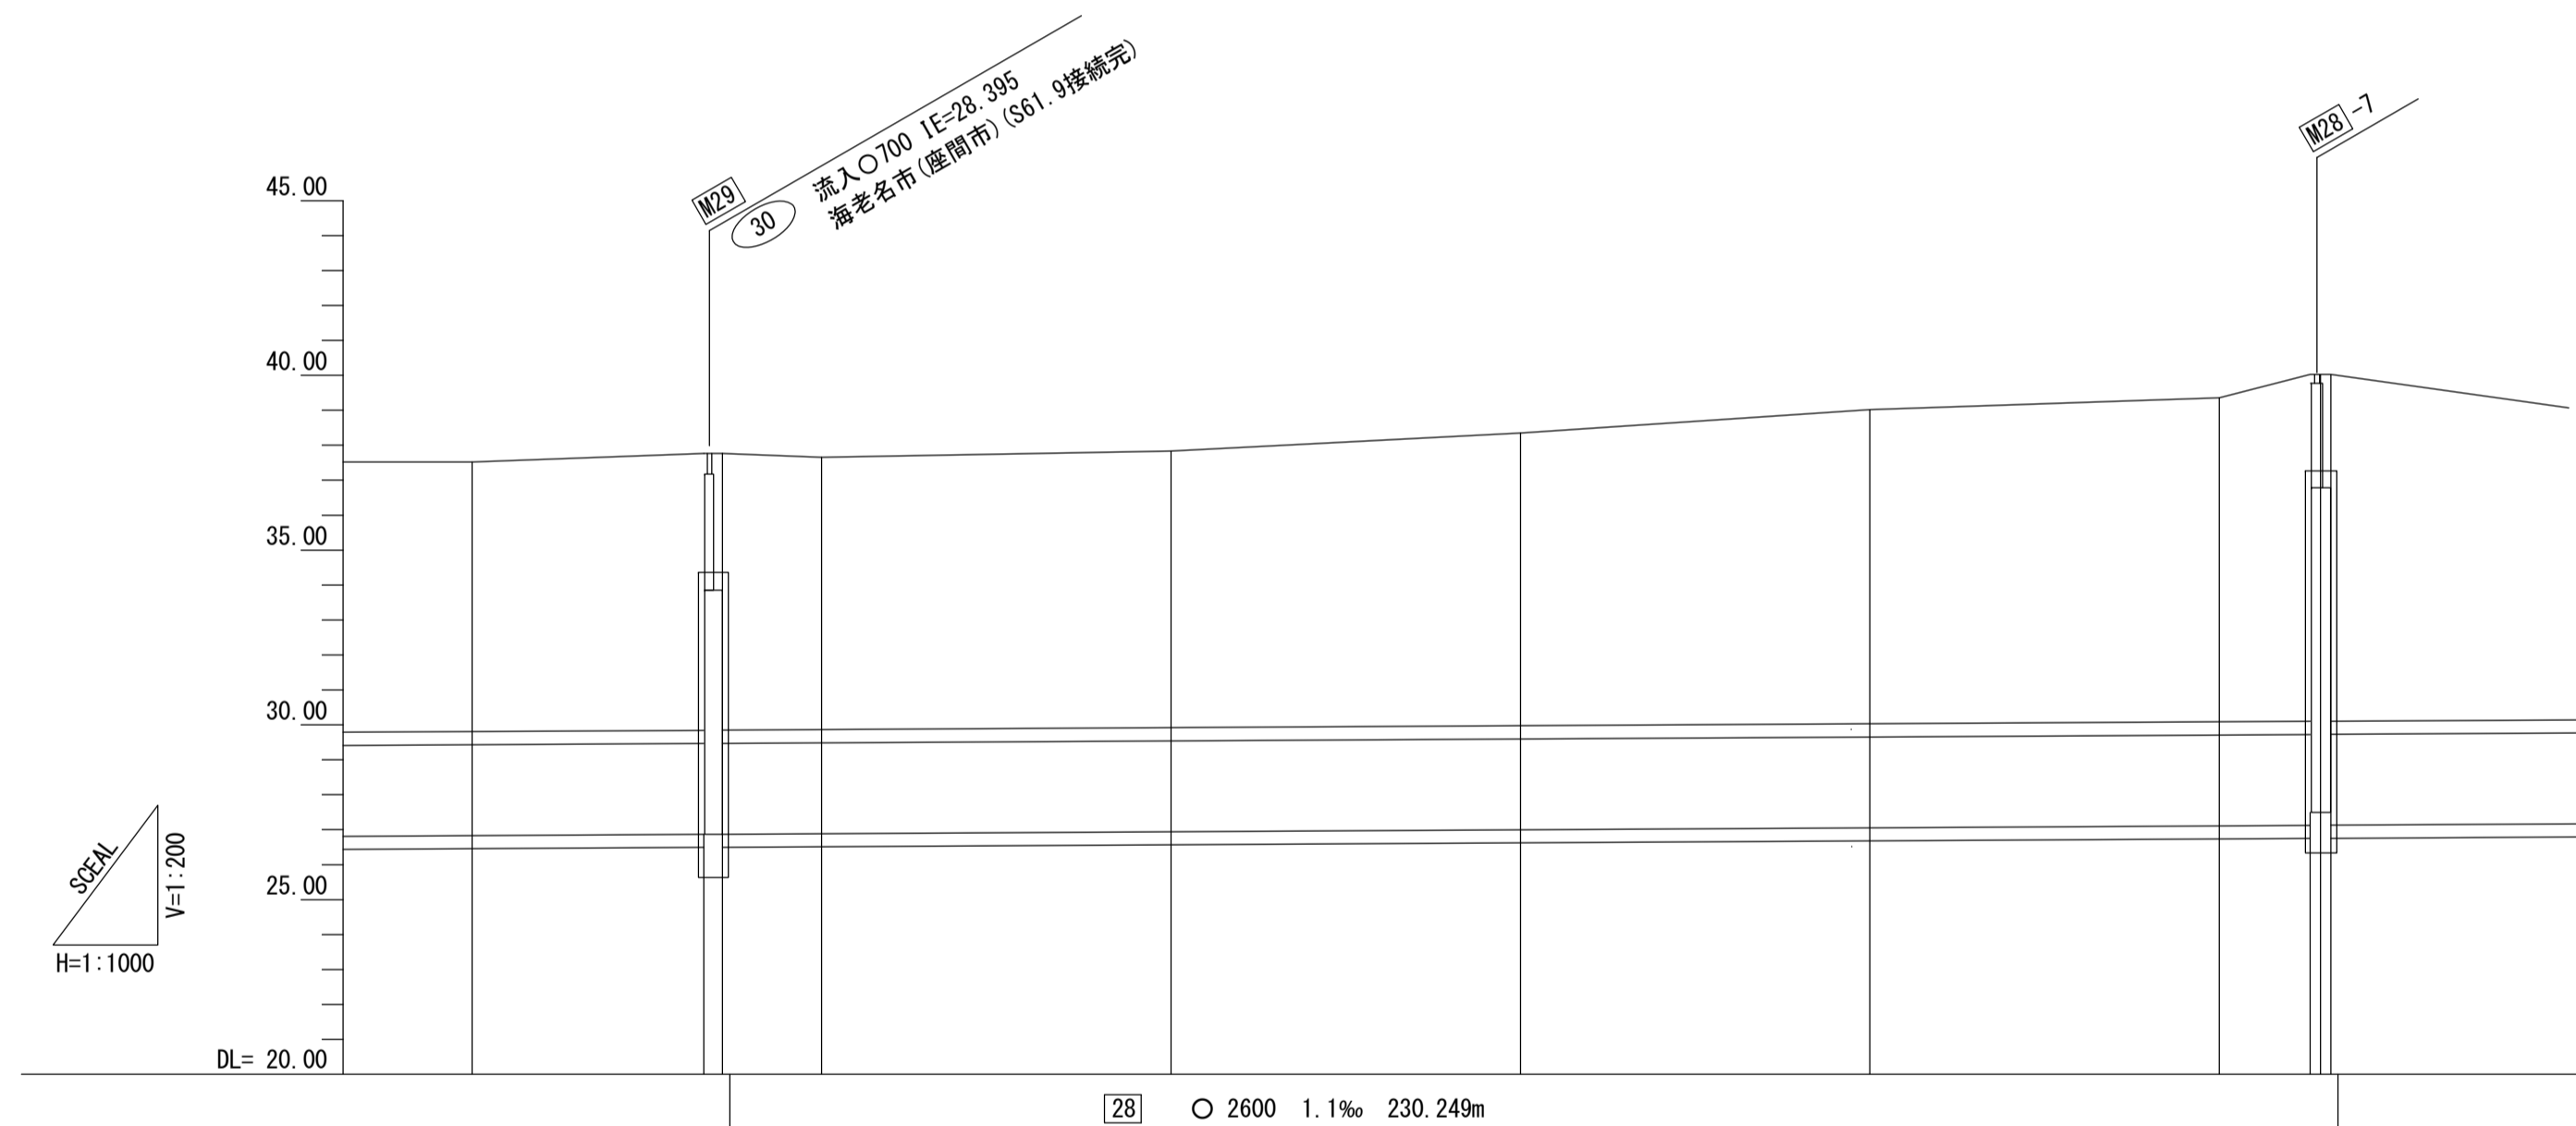 流入○700 IE=28.395
海老名市(座間市)(S61.9接続完)
M29
30
M28-7
45.00
40.00
35.00
30.00
25.00
DL= 20.00
SCEAL
V=1:200
H=1:1000
28 ○ 2600 1.1‰ 230.249m